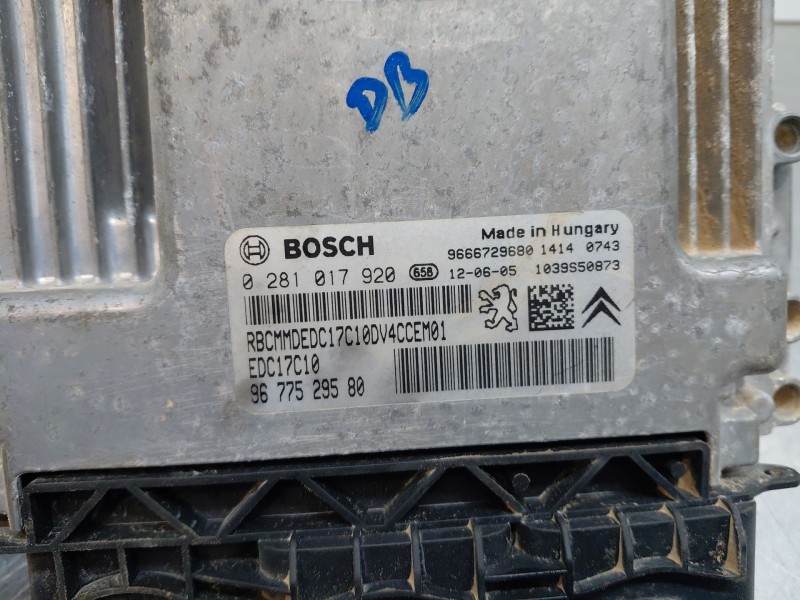 DB
BOSCH
Made in Hungary
0 281 017 920 658
9666729680 1414 0743
12-06-05 1039S50873
RBCMMDEDC17C10DV4CCEM01
EDC17C10
96 775 295 80